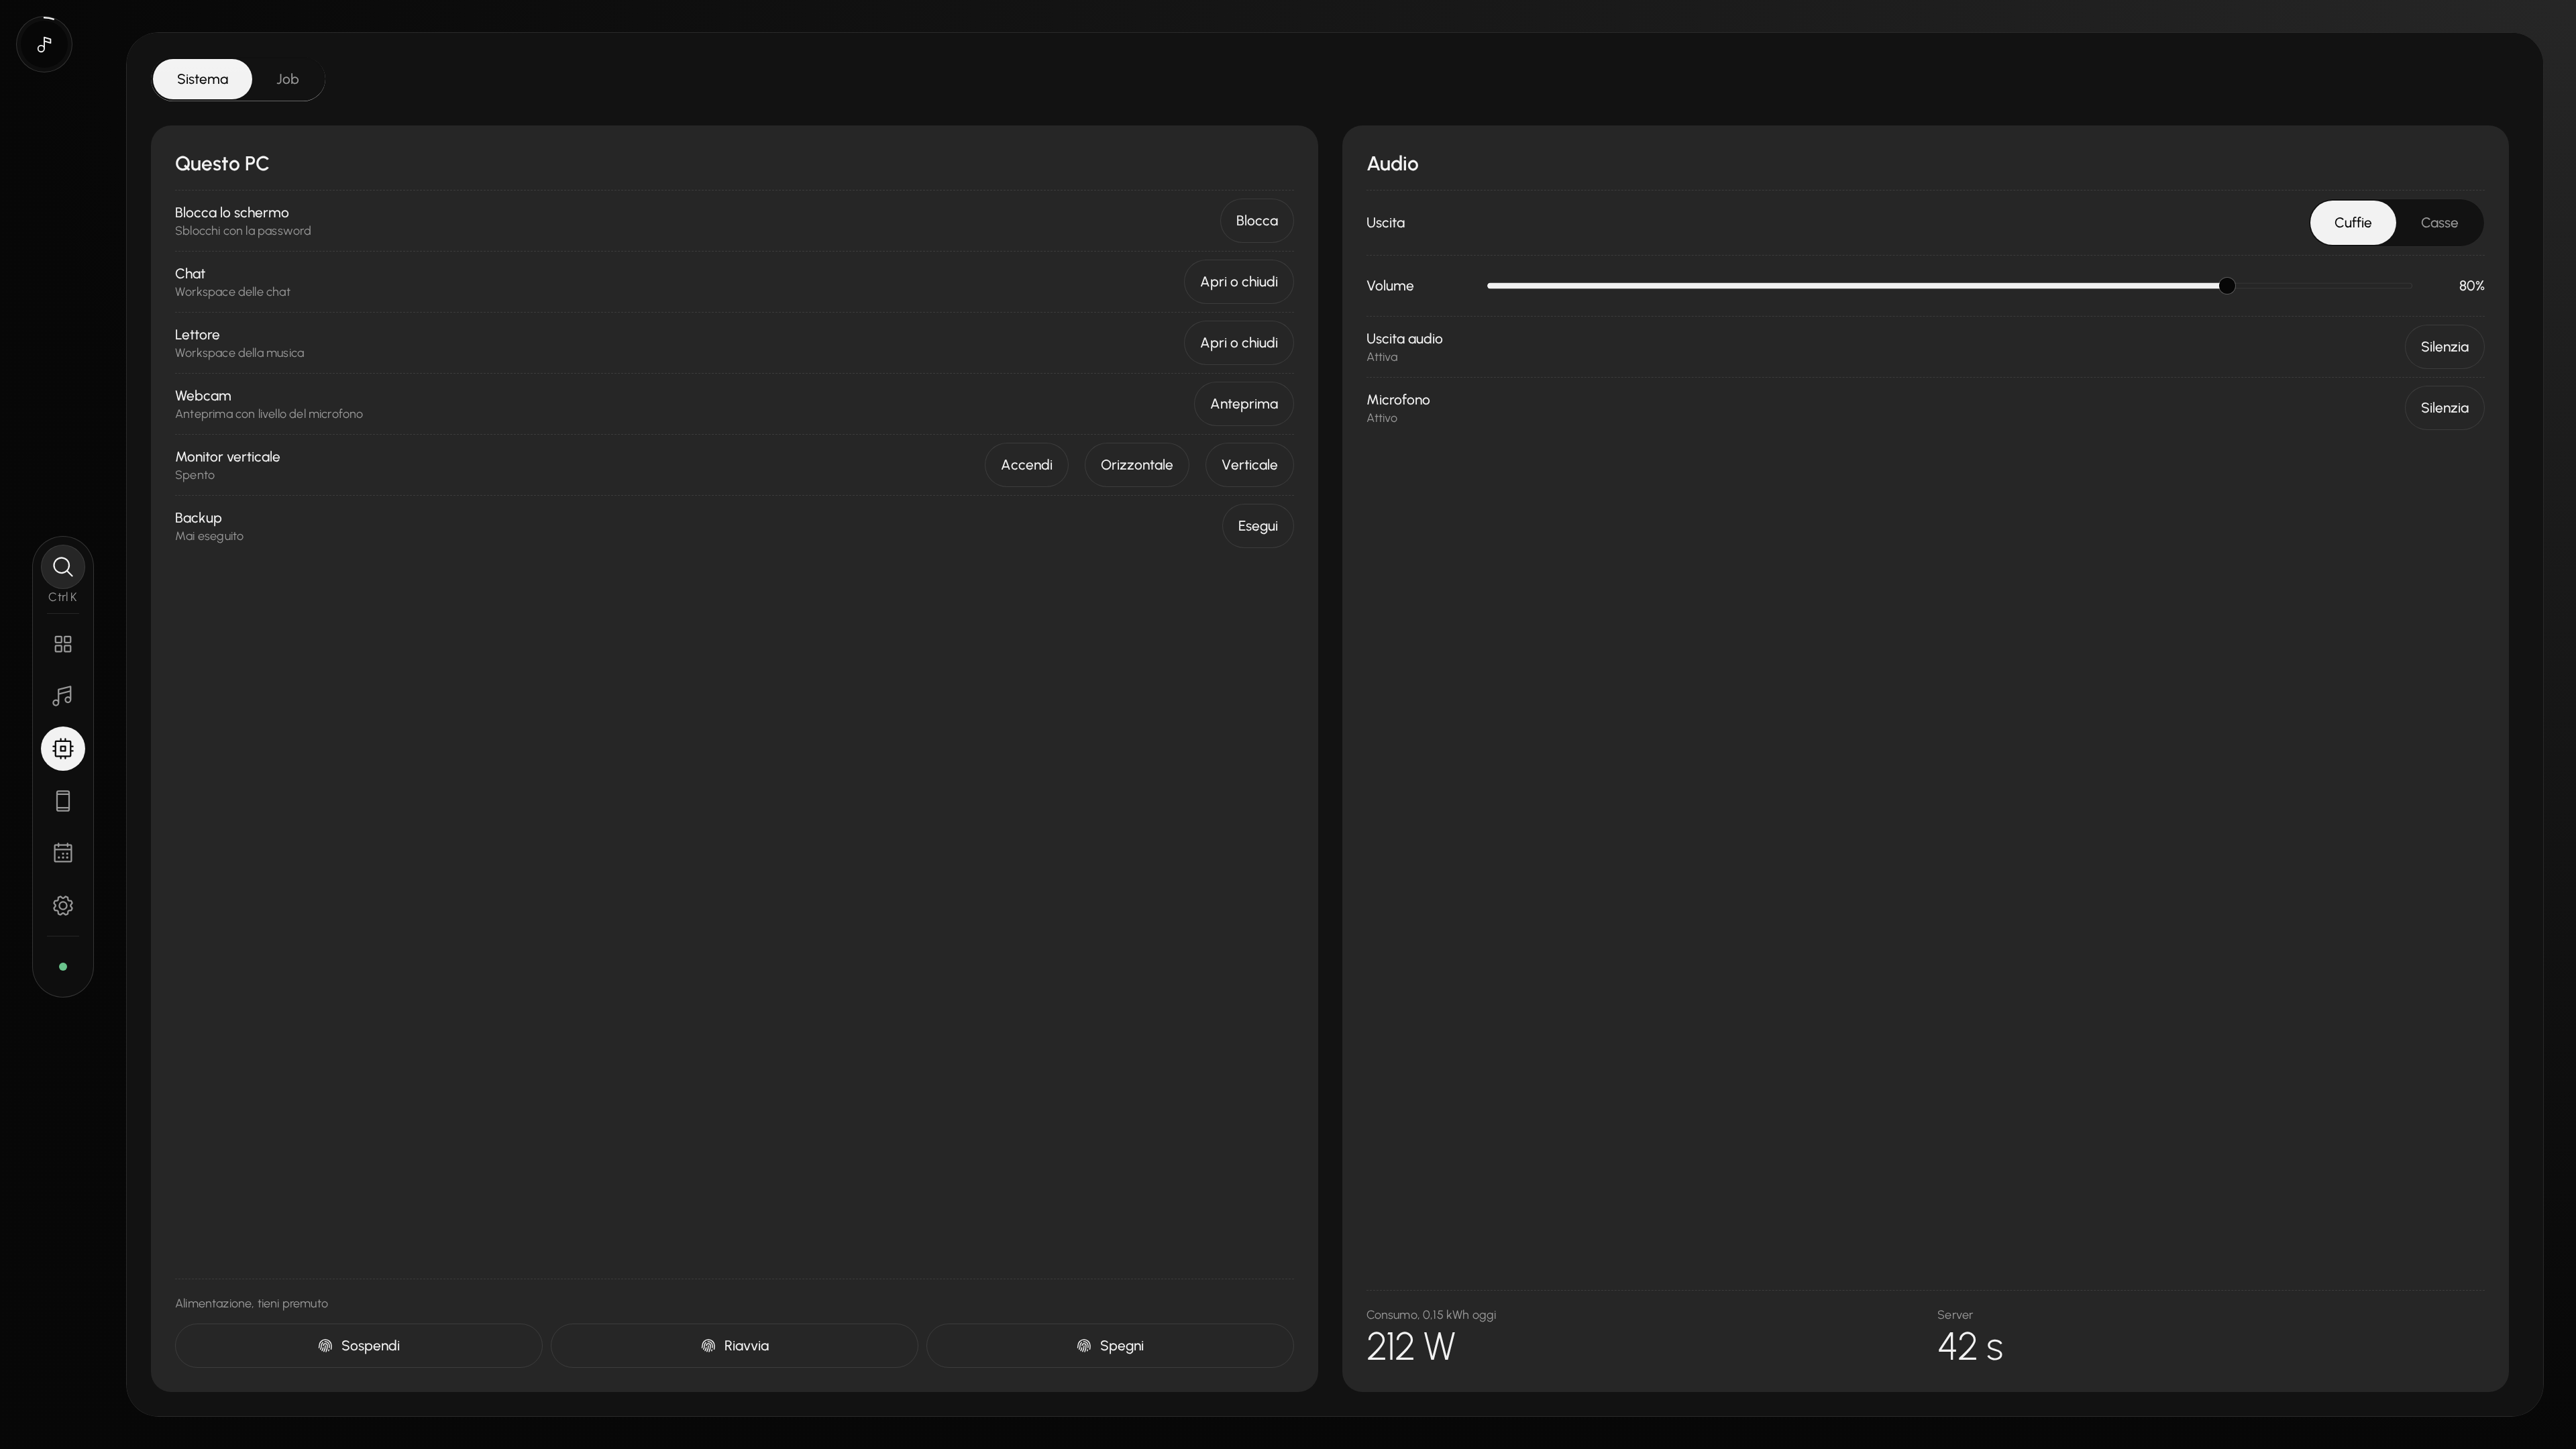 Sistema
Job
Questo PC
Blocca lo schermo
Sblocchi con la password
Blocca
Chat
Workspace delle chat
Apri o chiudi
Lettore
Workspace della musica
Apri o chiudi
Webcam
Anteprima con livello del microfono
Anteprima
Monitor verticale
Spento
Accendi
Orizzontale
Verticale
Backup
Mai eseguito
Esegui
Alimentazione, tieni premuto
Sospendi
Riavvia
Spegni
Audio
Uscita
Cuffie
Casse
Volume
80%
Uscita audio
Attiva
Silenzia
Microfono
Attivo
Silenzia
Consumo, 0,15 kWh oggi
212 W
Server
42 s
Ctrl K